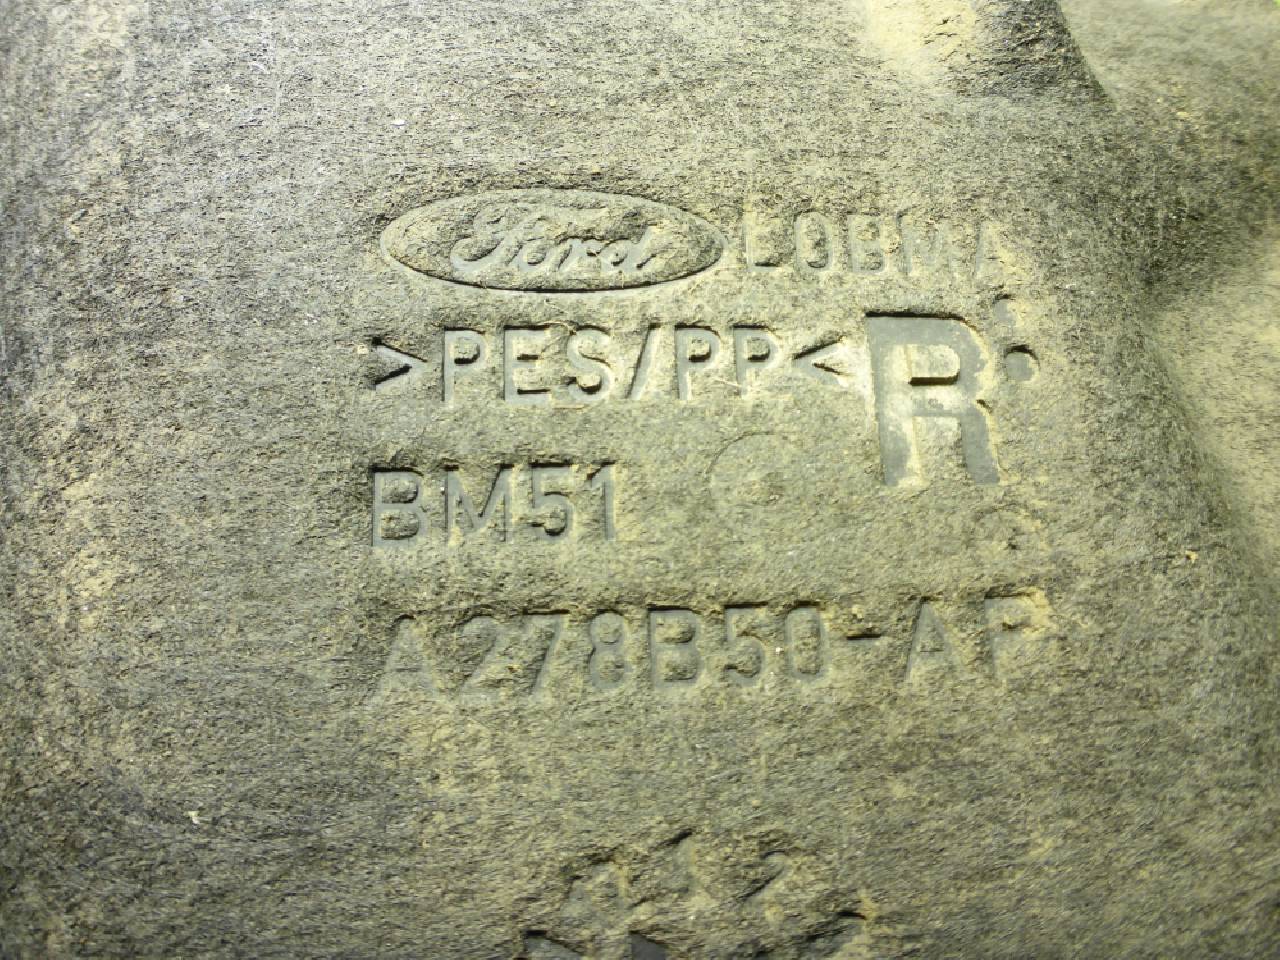 Ford LOBMA
>PES/PP< R
BM51
A278B50-AP